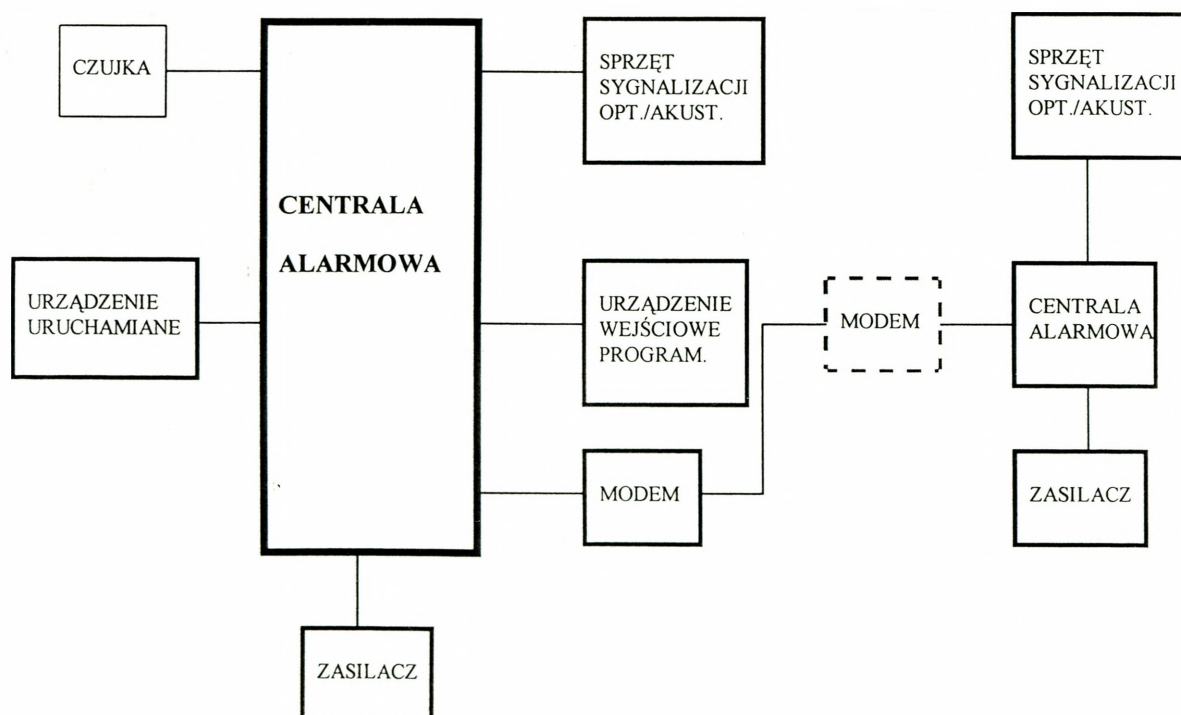 CZUJKA
SPRZĘT
SYGNALIZACJI
OPT./AKUST.
SPRZĘT
SYGNALIZACJI
OPT./AKUST.
CENTRALA
ALARMOWA
URZĄDZENIE
URUCHAMIANE
URZĄDZENIE
WEJŚCIOWE
PROGRAM.
MODEM
CENTRALA
ALARMOWA
MODEM
ZASILACZ
ZASILACZ